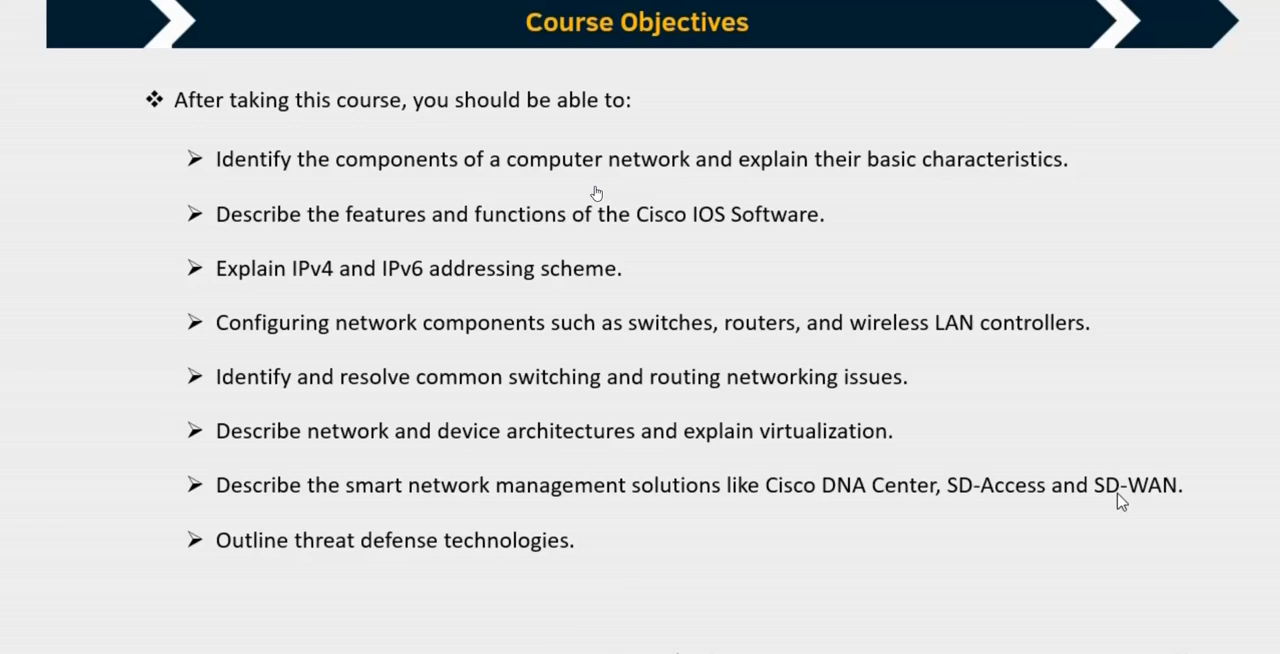 Course Objectives
❖ After taking this course, you should be able to:
➢ Identify the components of a computer network and explain their basic characteristics.
➢ Describe the features and functions of the Cisco IOS Software.
➢ Explain IPv4 and IPv6 addressing scheme.
➢ Configuring network components such as switches, routers, and wireless LAN controllers.
➢ Identify and resolve common switching and routing networking issues.
➢ Describe network and device architectures and explain virtualization.
➢ Describe the smart network management solutions like Cisco DNA Center, SD-Access and SD-WAN.
➢ Outline threat defense technologies.